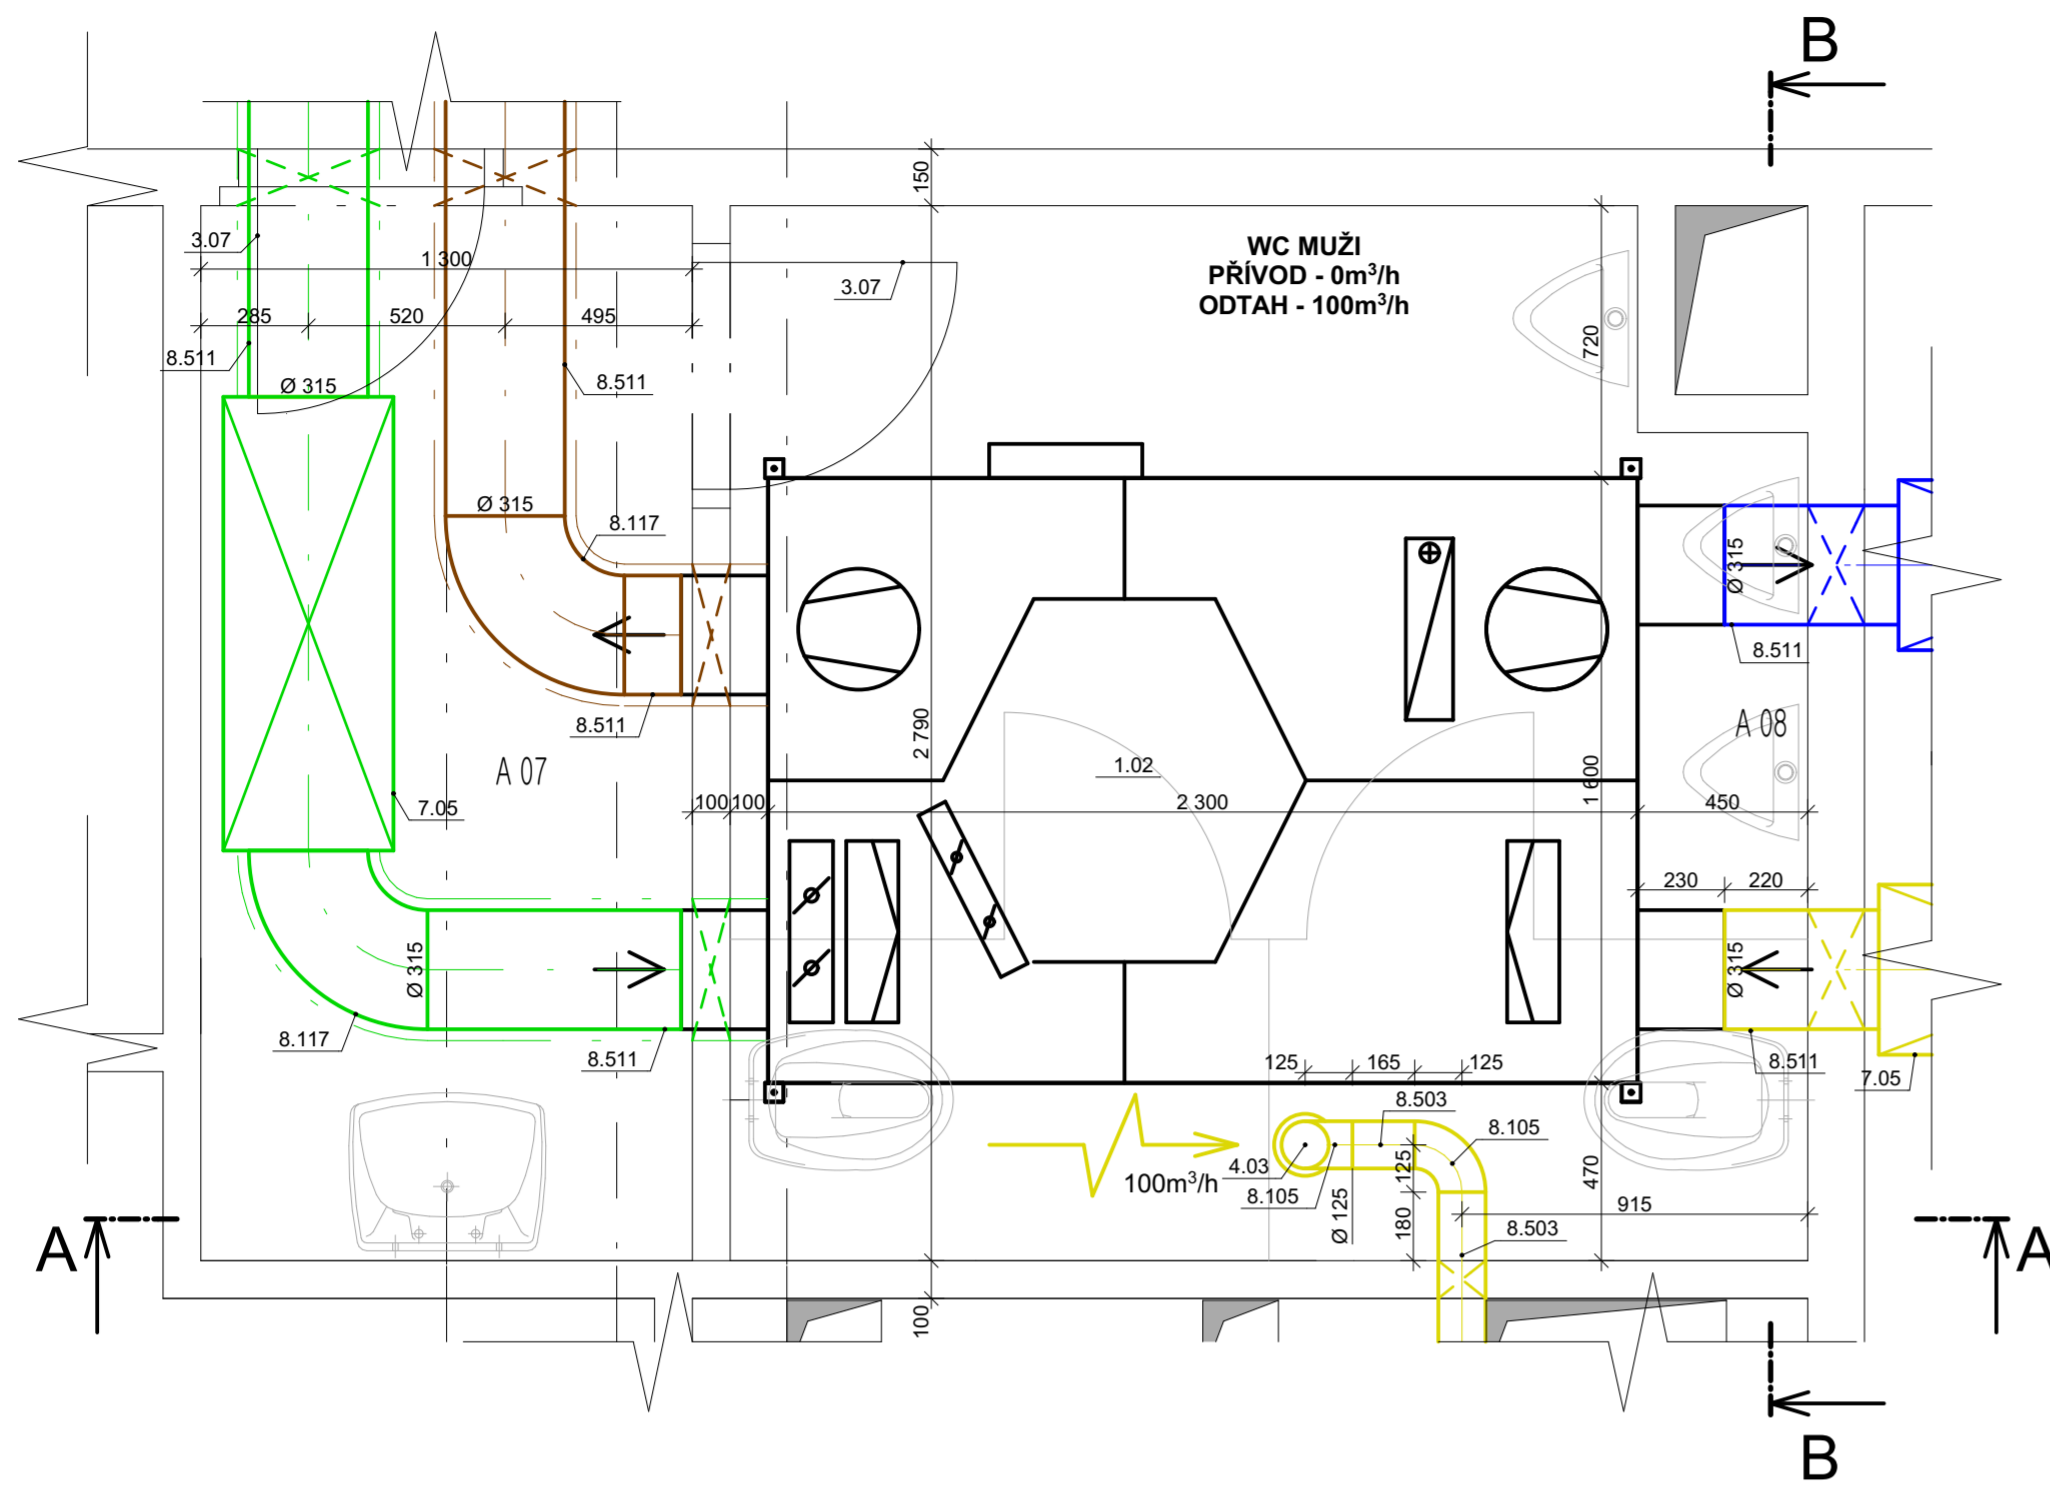 B
150
WC MUŽI
PŘÍVOD - 0m³/h
ODTAH - 100m³/h
3.07
1 300
3.07
285
520
495
720
8.511
Ø 315
8.511
Ø 315
8.117
Ø 315
8.511
8.511
2 790
A 08
A 07
1.02
1 600
7.05
100
100
2 300
450
230
220
Ø 315
Ø 315
8.117
8.511
125
165
125
8.511
7.05
8.503
8.105
4.03
125
470
100m³/h
8.105
Ø 125
180
915
8.503
A
A
100
B